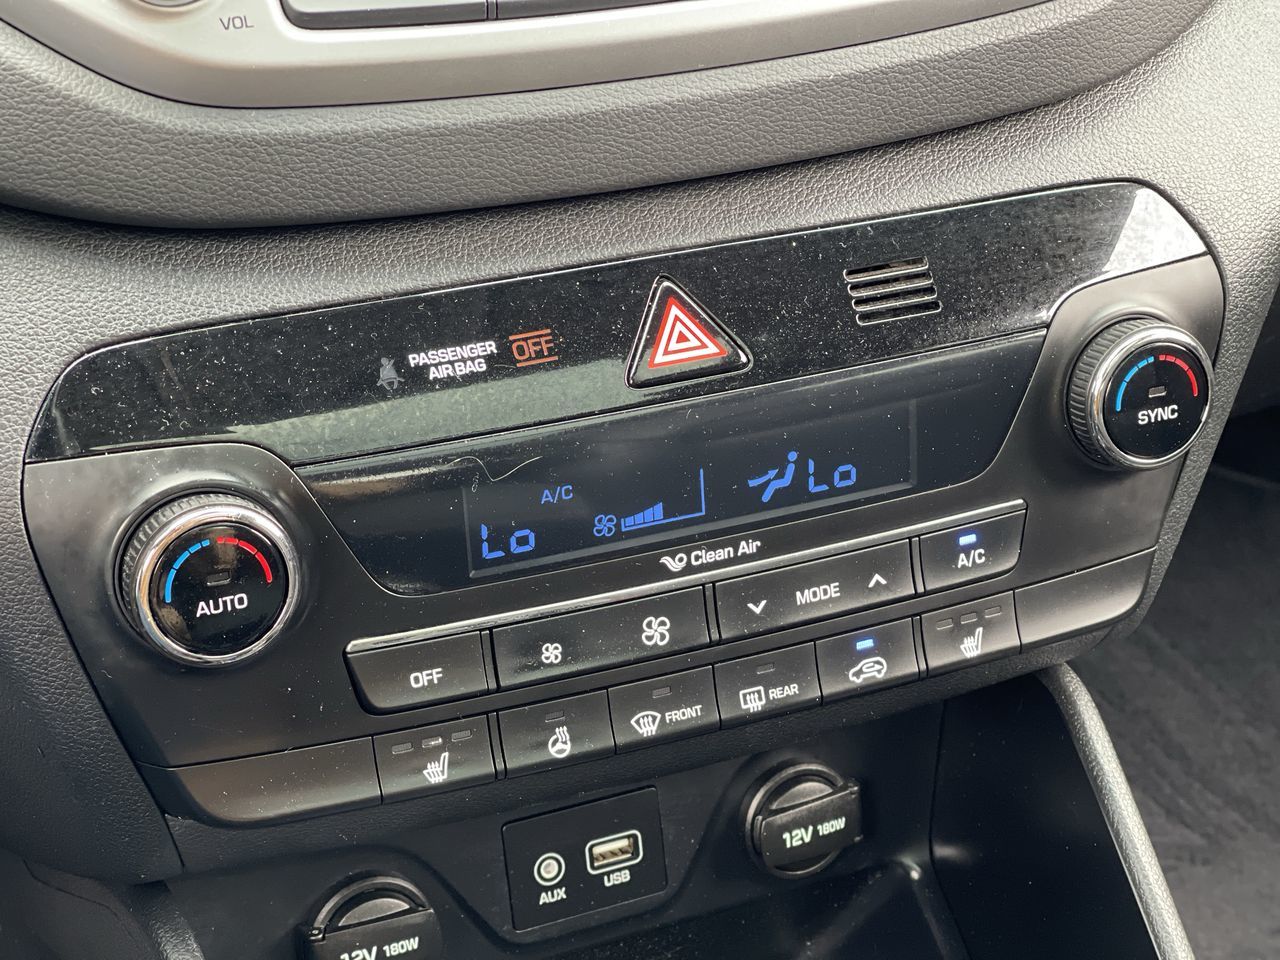 VOL
PASSENGER
AIR BAG
OFF
SYNC
A/C
Lo
Lo
AUTO
Clean Air
MODE
A/C
OFF
FRONT
REAR
AUX
USB
12V 180W
12V 180W